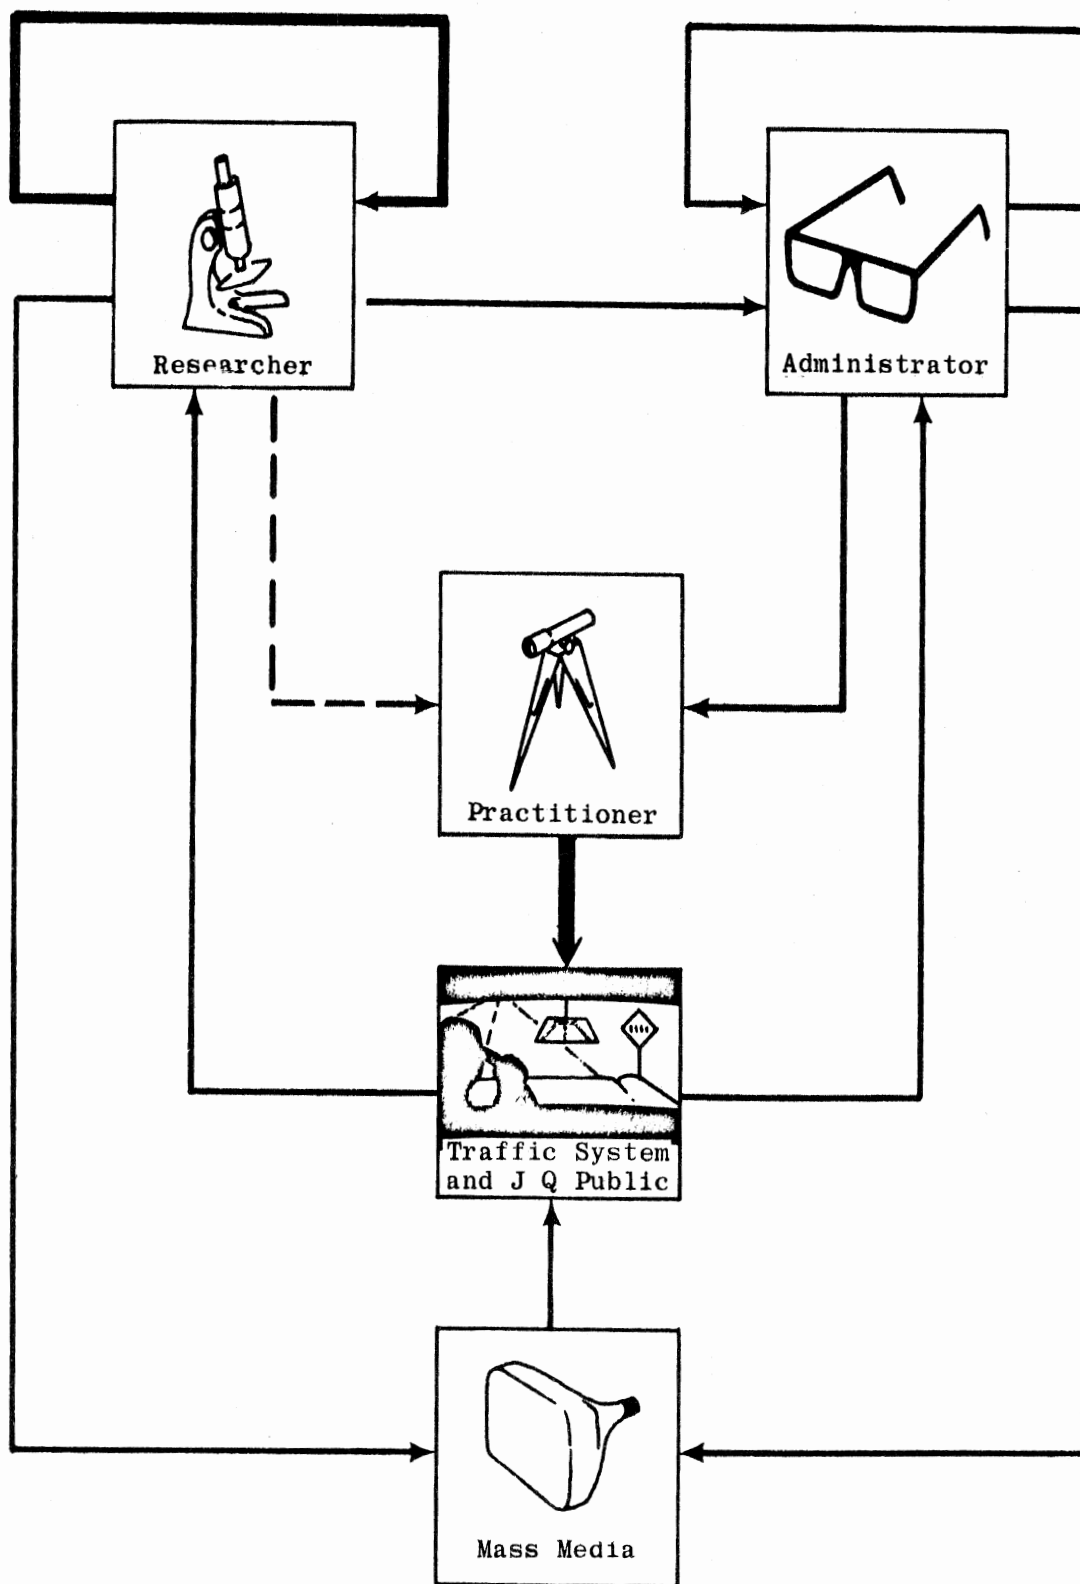 Researcher
Administrator
Practitioner
Traffic System
and J Q Public
Mass Media